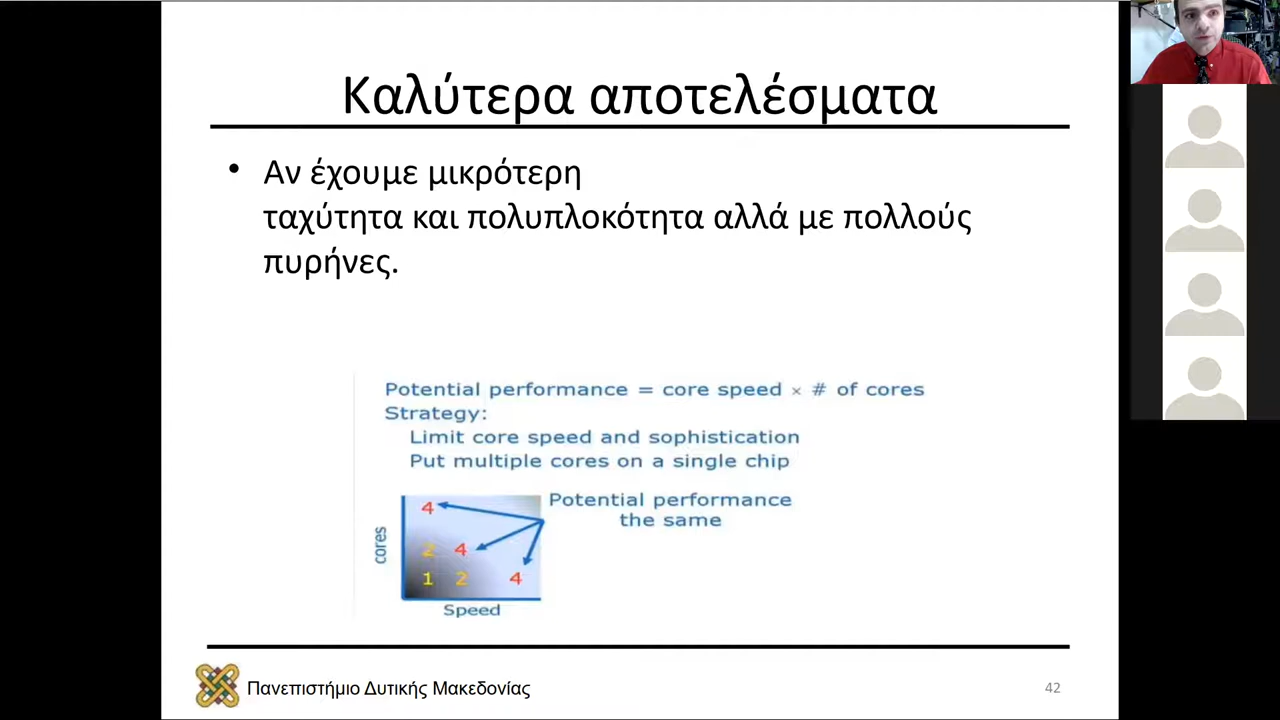 Καλύτερα αποτελέσματα
• Αν έχουμε μικρότερη
ταχύτητα και πολυπλοκότητα αλλά με πολλούς
πυρήνες.
Potential performance = core speed × # of cores
Strategy:
Limit core speed and sophistication
Put multiple cores on a single chip
Potential performance
the same
cores
4
2 4
1 2 4
Speed
Πανεπιστήμιο Δυτικής Μακεδονίας
42